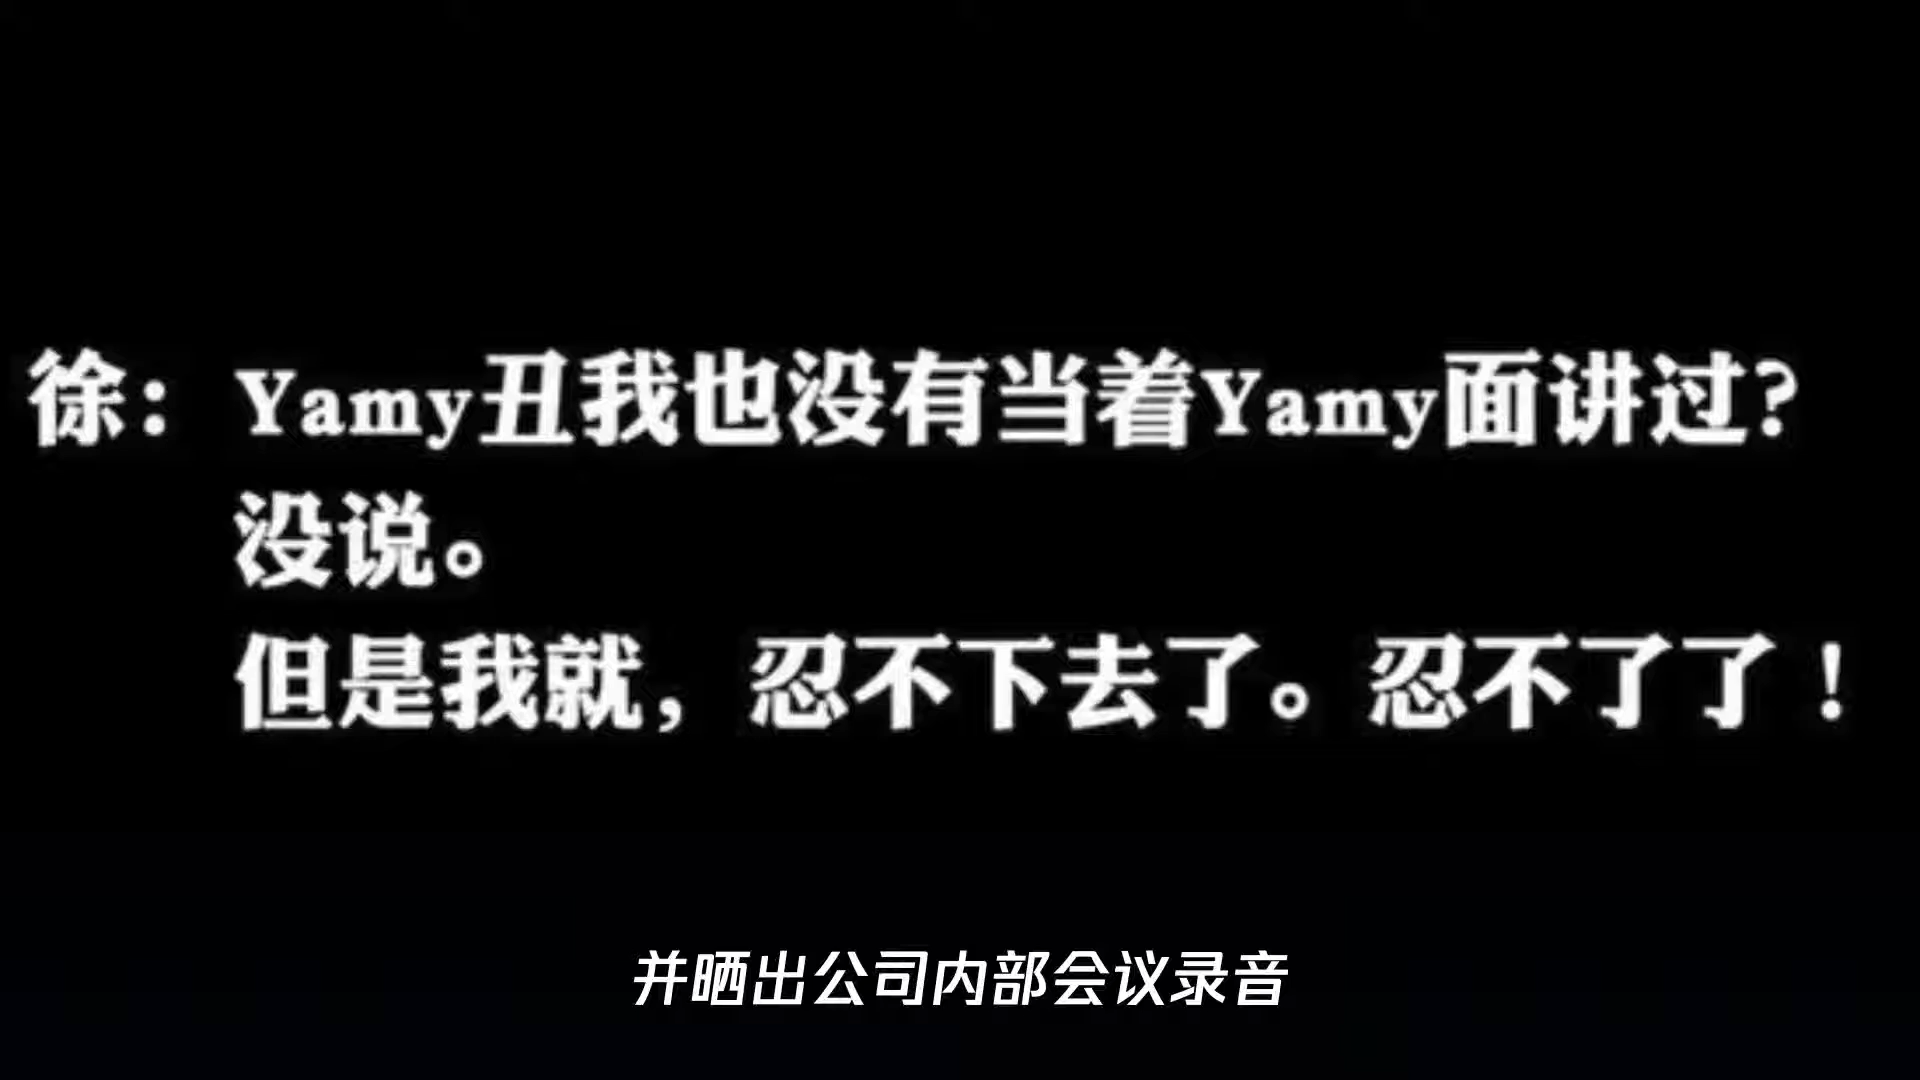 徐：Yamy丑我也没有当着Yamy面讲过？
没说。
但是我就，忍不下去了。忍不了了！
并晒出公司内部会议录音